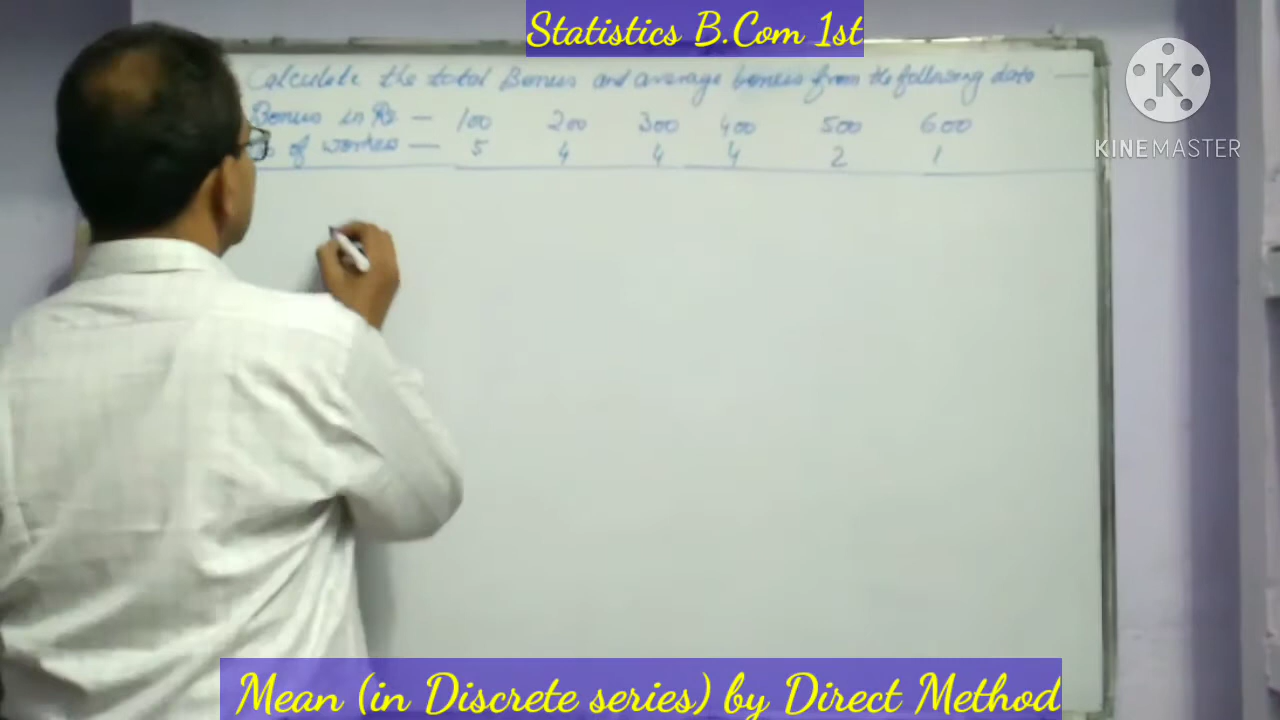 Statistics B.Com 1st
Calculate the total Bonus and average bonus from the following data —
Bonus in Rs — 100 200 300 400 500 600
of workers — 5 4 4 4 2 1
KINEMASTER
Mean (in Discrete series) by Direct Method